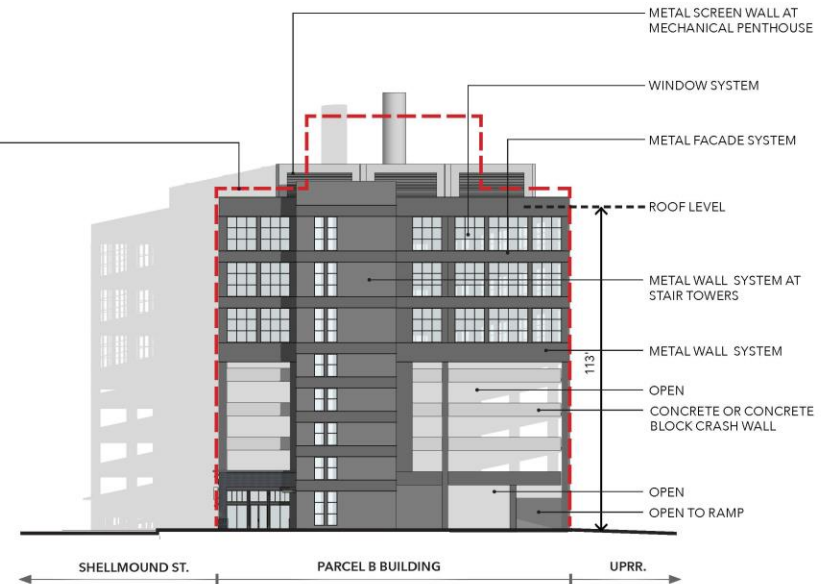 METAL SCREEN WALL AT
MECHANICAL PENTHOUSE
WINDOW SYSTEM
METAL FACADE SYSTEM
ROOF LEVEL
METAL WALL SYSTEM AT
STAIR TOWERS
METAL WALL SYSTEM
113'
OPEN
CONCRETE OR CONCRETE
BLOCK CRASH WALL
OPEN
OPEN TO RAMP
SHELLMOUND ST.
PARCEL B BUILDING
UPRR.